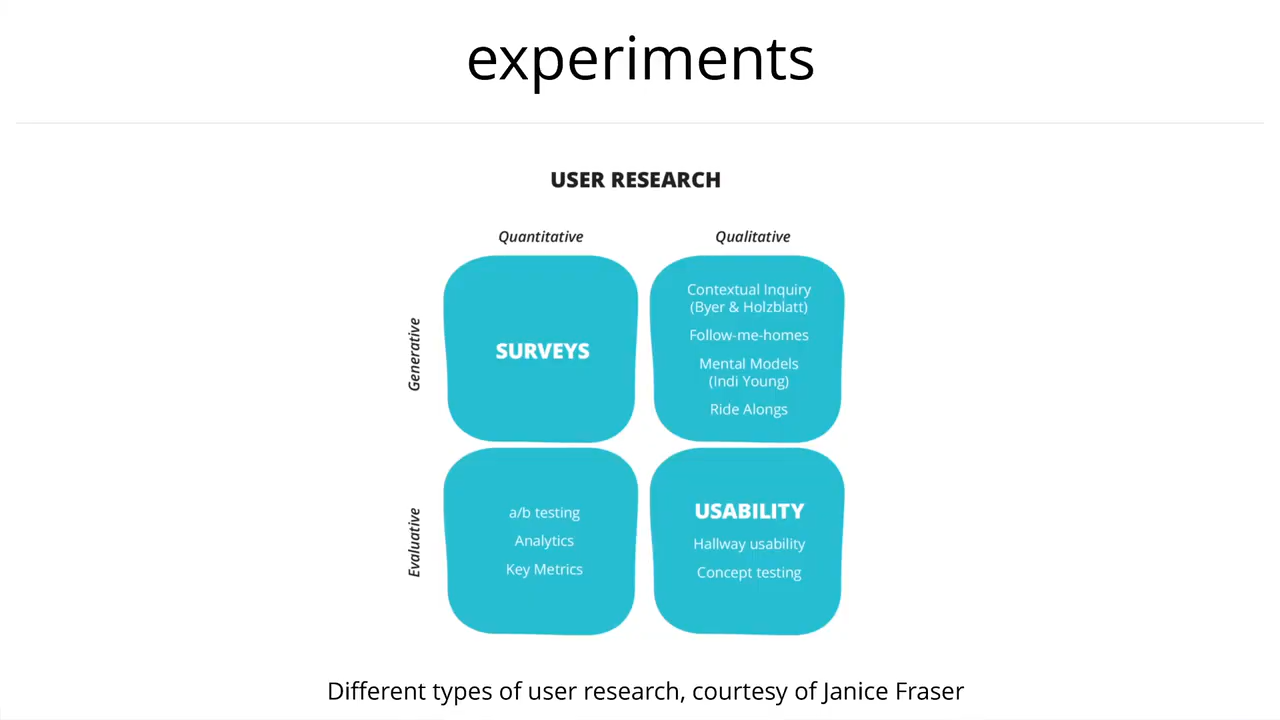 experiments
USER RESEARCH
Quantitative
Qualitative
Generative
SURVEYS
Contextual Inquiry
(Byer & Holzblatt)
Follow-me-homes
Mental Models
(Indi Young)
Ride Alongs
Evaluative
a/b testing
Analytics
Key Metrics
USABILITY
Hallway usability
Concept testing
Different types of user research, courtesy of Janice Fraser